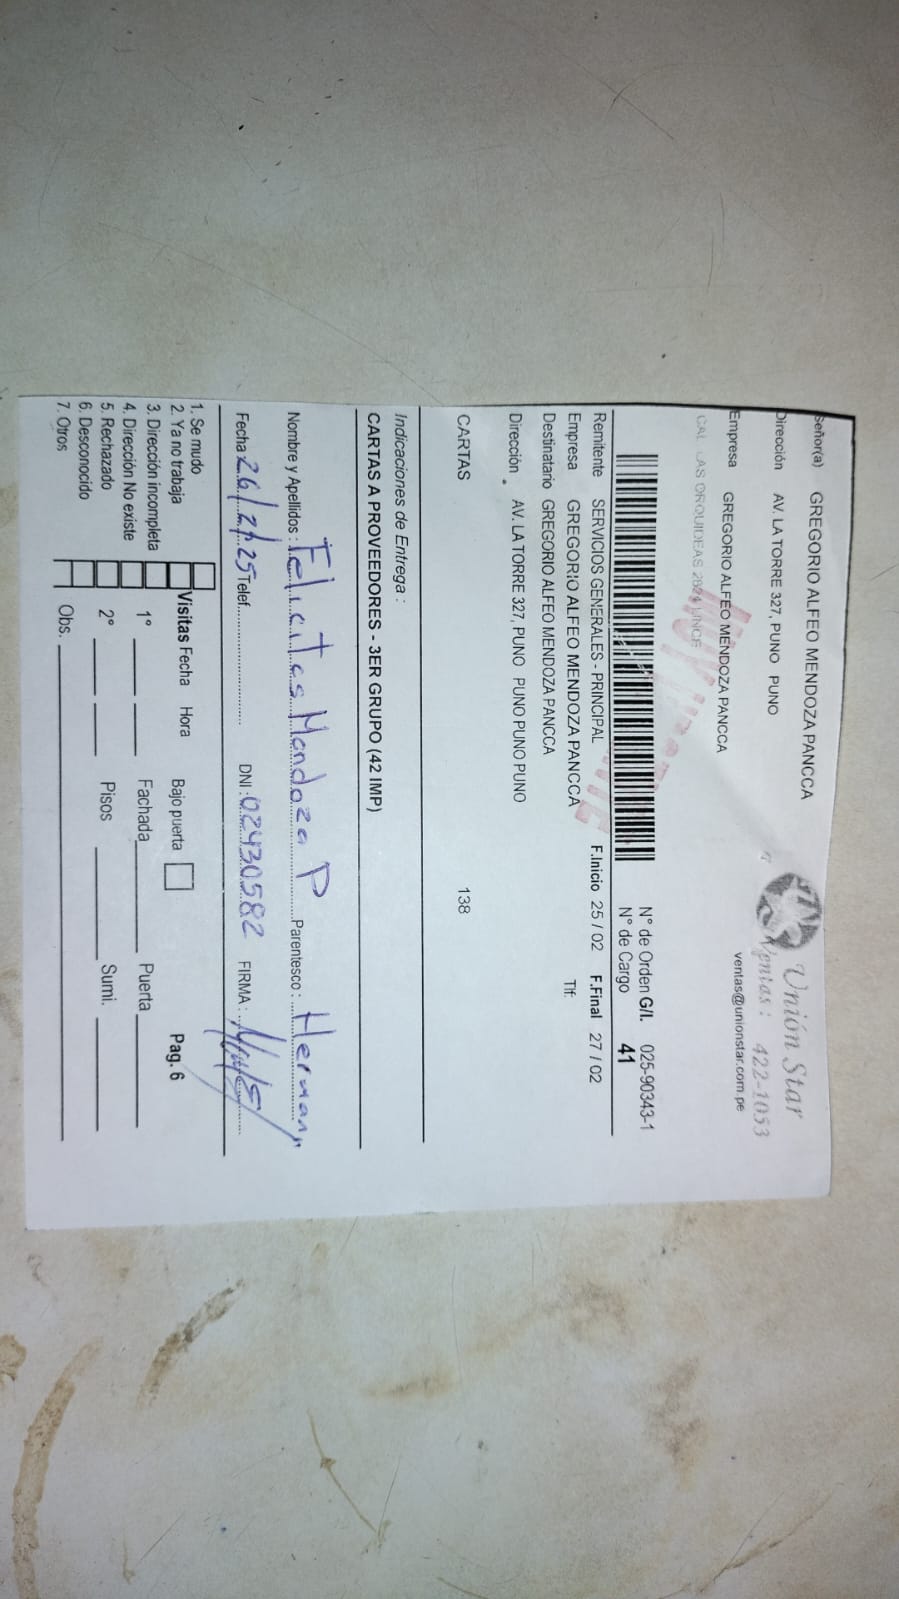 Señor(a) GREGORIO ALFEO MENDOZA PANCCA
Dirección AV. LA TORRE 327, PUNO PUNO
Empresa GREGORIO ALFEO MENDOZA PANCCA
CAL LAS ORQUIDEAS LINCE
Unión Star
Ventas: 422-1053
ventas@unionstar.com.pe
N° de Orden G/I. 025-90343-1
N° de Cargo 41
Remitente SERVICIOS GENERALES - PRINCIPAL F.Inicio 25 / 02 F.Final 27 / 02
Empresa GREGORIO ALFEO MENDOZA PANCCA Tlf:
Destinatario GREGORIO ALFEO MENDOZA PANCCA
Dirección AV. LA TORRE 327, PUNO PUNO PUNO PUNO
CARTAS 138
Indicaciones de Entrega :
CARTAS A PROVEEDORES - 3ER GRUPO (42 IMP)
Nombre y Apellidos : Felicitas Mendoza P Parentesco : Hermana
Fecha 26/2/25 Telef. DNI : 02430582 FIRMA :
1. Se mudo
2. Ya no trabaja
3. Dirección incompleta
4. Dirección No existe
5. Rechazado
6. Desconocido
7. Otros
Visitas Fecha Hora Bajo puerta Pag. 6
1° Fachada Puerta
2° Pisos Sumi.
Obs.